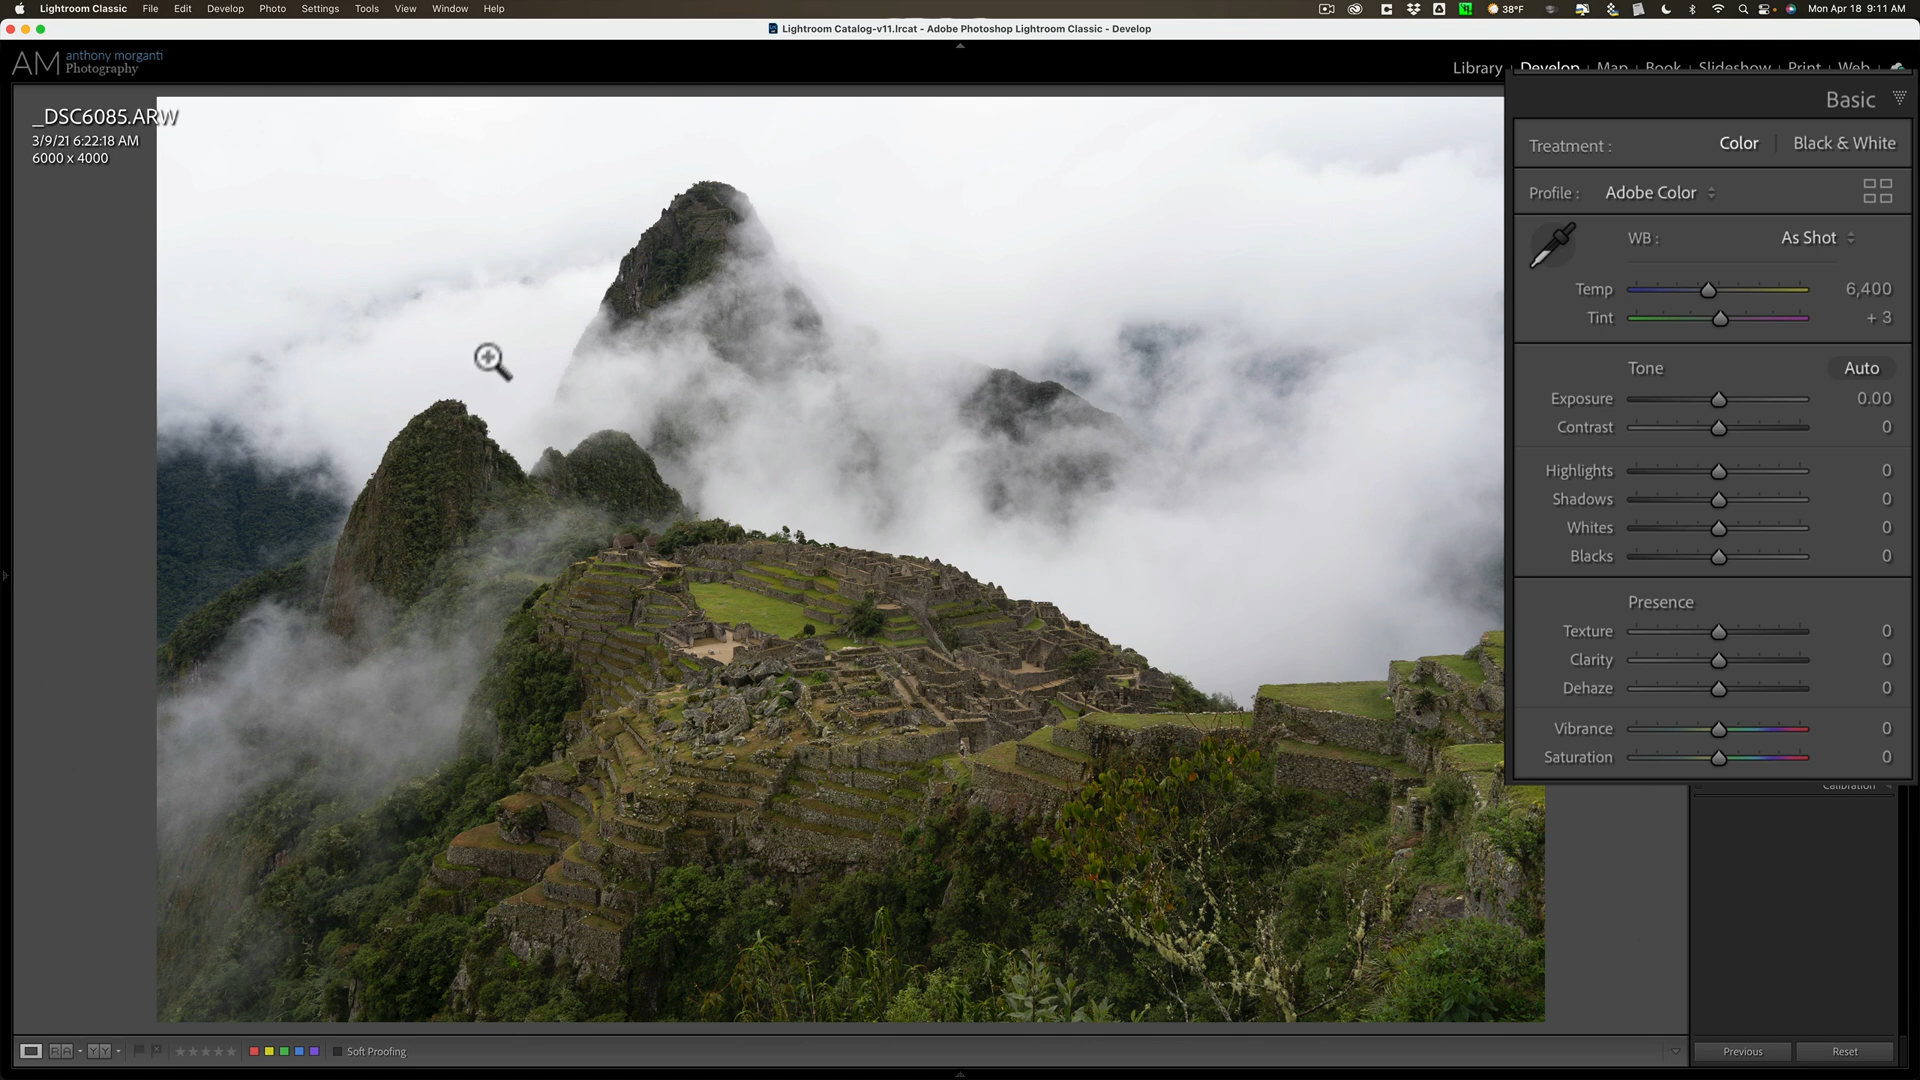 Lightroom Classic File Edit Develop Photo Settings Tools View Window Help 38°F Mon Apr 18 9:11 AM
Lightroom Catalog-v11.lrcat - Adobe Photoshop Lightroom Classic - Develop
AM anthony morganti
Photography
Library Develop Map Book Slideshow Print Web
Basic
_DSC6085.ARW
3/9/21 6:22:18 AM
6000 x 4000
Treatment : Color Black & White
Profile : Adobe Color
WB : As Shot
Temp 6,400
Tint + 3
Tone Auto
Exposure 0.00
Contrast 0
Highlights 0
Shadows 0
Whites 0
Blacks 0
Presence
Texture 0
Clarity 0
Dehaze 0
Vibrance 0
Saturation 0
Calibration
Soft Proofing
Previous Reset